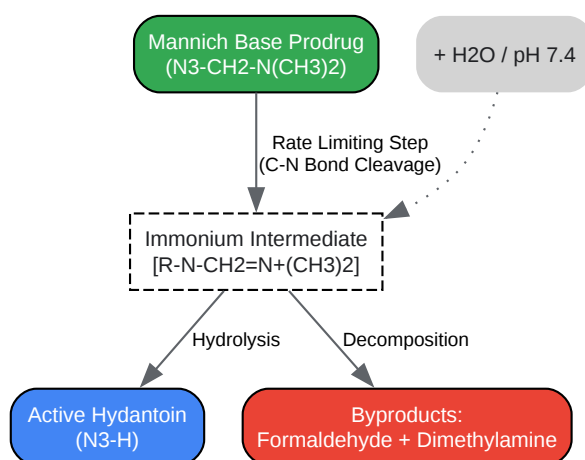 Mannich Base Prodrug
(N3-CH2-N(CH3)2)
+ H2O / pH 7.4
Rate Limiting Step
(C-N Bond Cleavage)
Immonium Intermediate
[R-N-CH2=N+(CH3)2]
Hydrolysis
Decomposition
Active Hydantoin
(N3-H)
Byproducts:
Formaldehyde + Dimethylamine